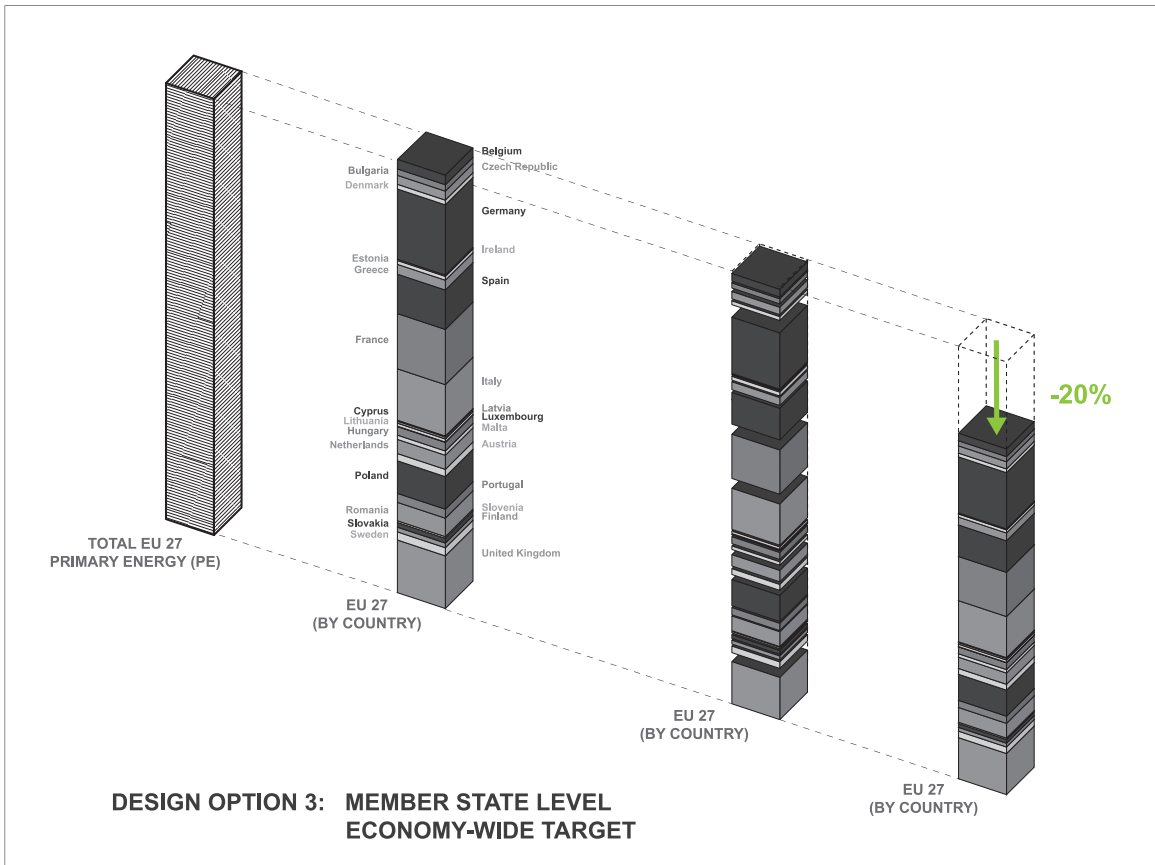 Belgium
Czech Republic
Bulgaria
Denmark
Germany
Ireland
Estonia
Greece
Spain
France
Italy
Latvia
Cyprus
Luxembourg
Lithuania
Malta
Hungary
Netherlands
Austria
Poland
Portugal
Romania
Slovenia
Finland
Slovakia
Sweden
United Kingdom
-20%
TOTAL EU 27
PRIMARY ENERGY (PE)
EU 27
(BY COUNTRY)
EU 27
(BY COUNTRY)
EU 27
(BY COUNTRY)
DESIGN OPTION 3: MEMBER STATE LEVEL
ECONOMY-WIDE TARGET